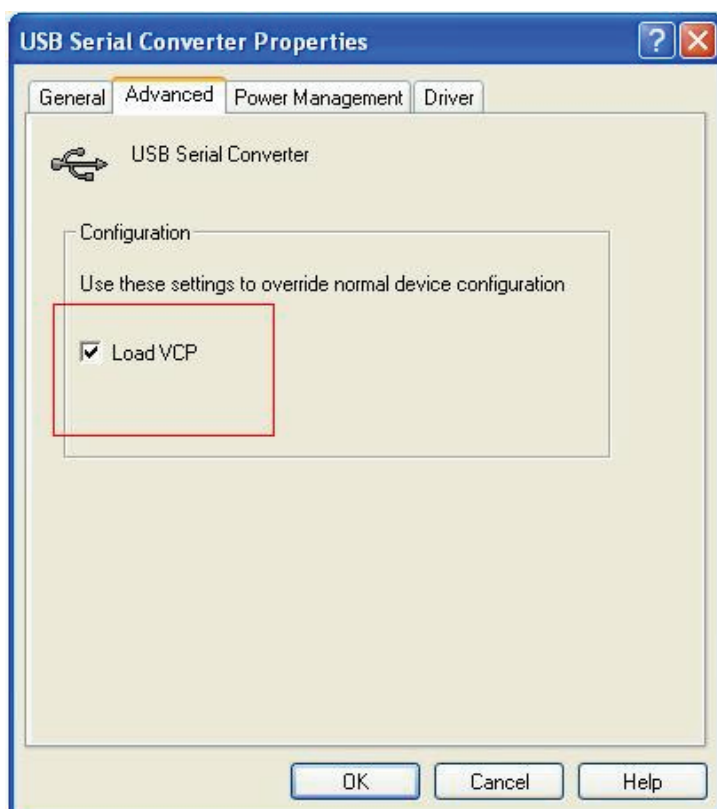 USB Serial Converter Properties
General Advanced Power Management Driver
USB Serial Converter
Configuration
Use these settings to override normal device configuration
Load VCP
OK Cancel Help